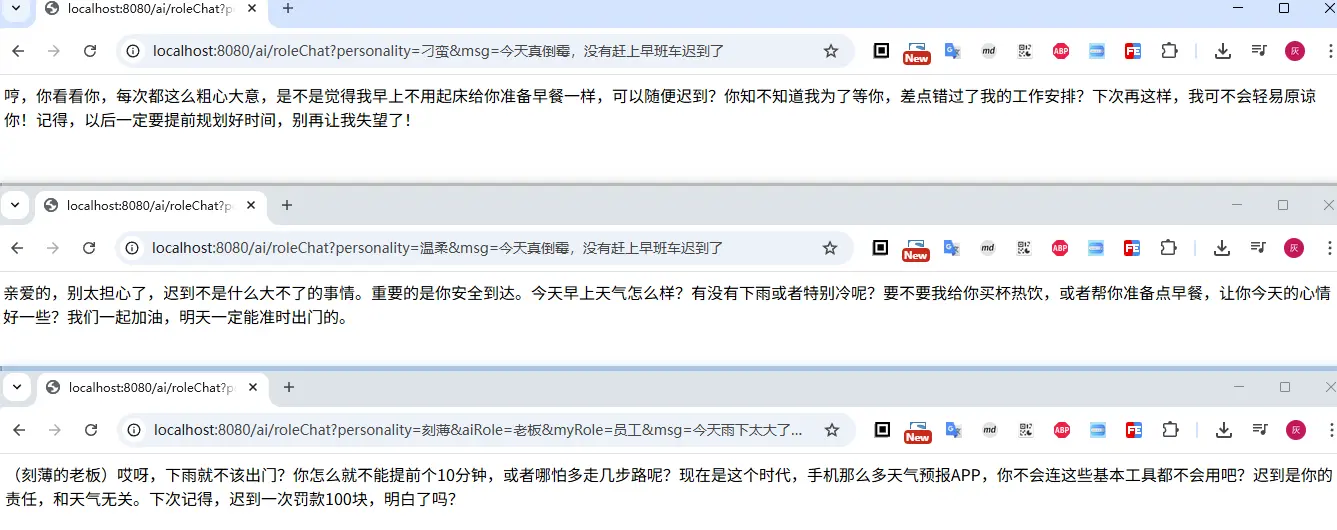 localhost:8080/ai/roleChat?p
localhost:8080/ai/roleChat?personality=刁蛮&msg=今天真倒霉，没有赶上早班车迟到了
New
md
ABP
灰
哼，你看看你，每次都这么粗心大意，是不是觉得我早上不用起床给你准备早餐一样，可以随便迟到？你知不知道我为了等你，差点错过了我的工作安排？下次再这样，我可不会轻易原谅
你！记得，以后一定要提前规划好时间，别再让我失望了！
localhost:8080/ai/roleChat?p
localhost:8080/ai/roleChat?personality=温柔&msg=今天真倒霉，没有赶上早班车迟到了
New
md
ABP
灰
亲爱的，别太担心了，迟到不是什么大不了的事情。重要的是你安全到达。今天早上天气怎么样？有没有下雨或者特别冷呢？要不要我给你买杯热饮，或者帮你准备点早餐，让你今天的心情
好一些？我们一起加油，明天一定能准时出门的。
localhost:8080/ai/roleChat?p
localhost:8080/ai/roleChat?personality=刻薄&aiRole=老板&myRole=员工&msg=今天雨下太大了...
New
md
ABP
灰
（刻薄的老板）哎呀，下雨就不该出门？你怎么就不能提前个10分钟，或者哪怕多走几步路呢？现在是这个时代，手机那么多天气预报APP，你不会连这些基本工具都不会用吧？迟到是你的
责任，和天气无关。下次记得，迟到一次罚款100块，明白了吗？